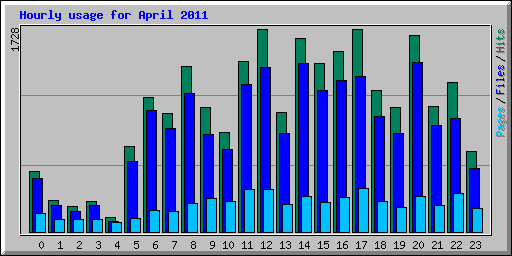 Hourly usage for April 2011
1728
Pages / Files / Hits
0 1 2 3 4 5 6 7 8 9 10 11 12 13 14 15 16 17 18 19 20 21 22 23